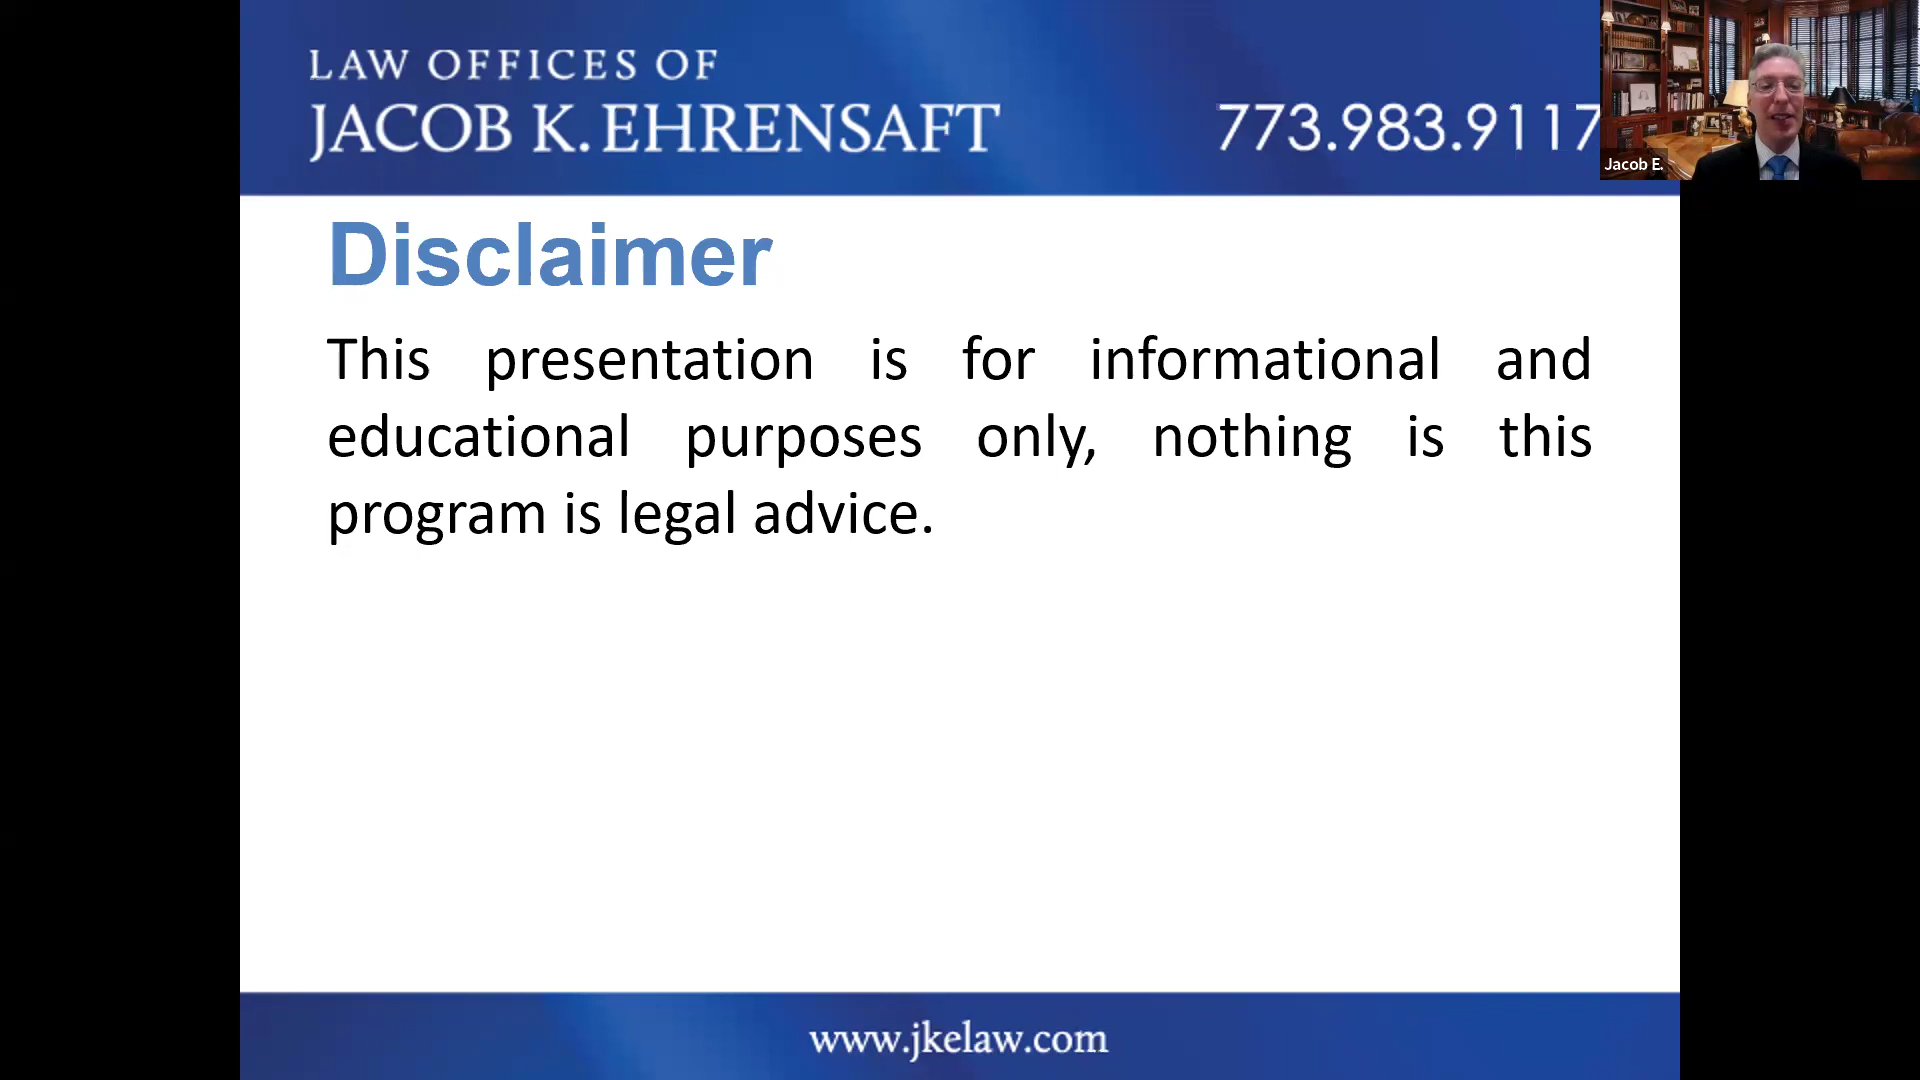 LAW OFFICES OF
JACOB K. EHRENSAFT
773.983.9117
Jacob E.
Disclaimer
This presentation is for informational and
educational purposes only, nothing is this
program is legal advice.
www.jkelaw.com